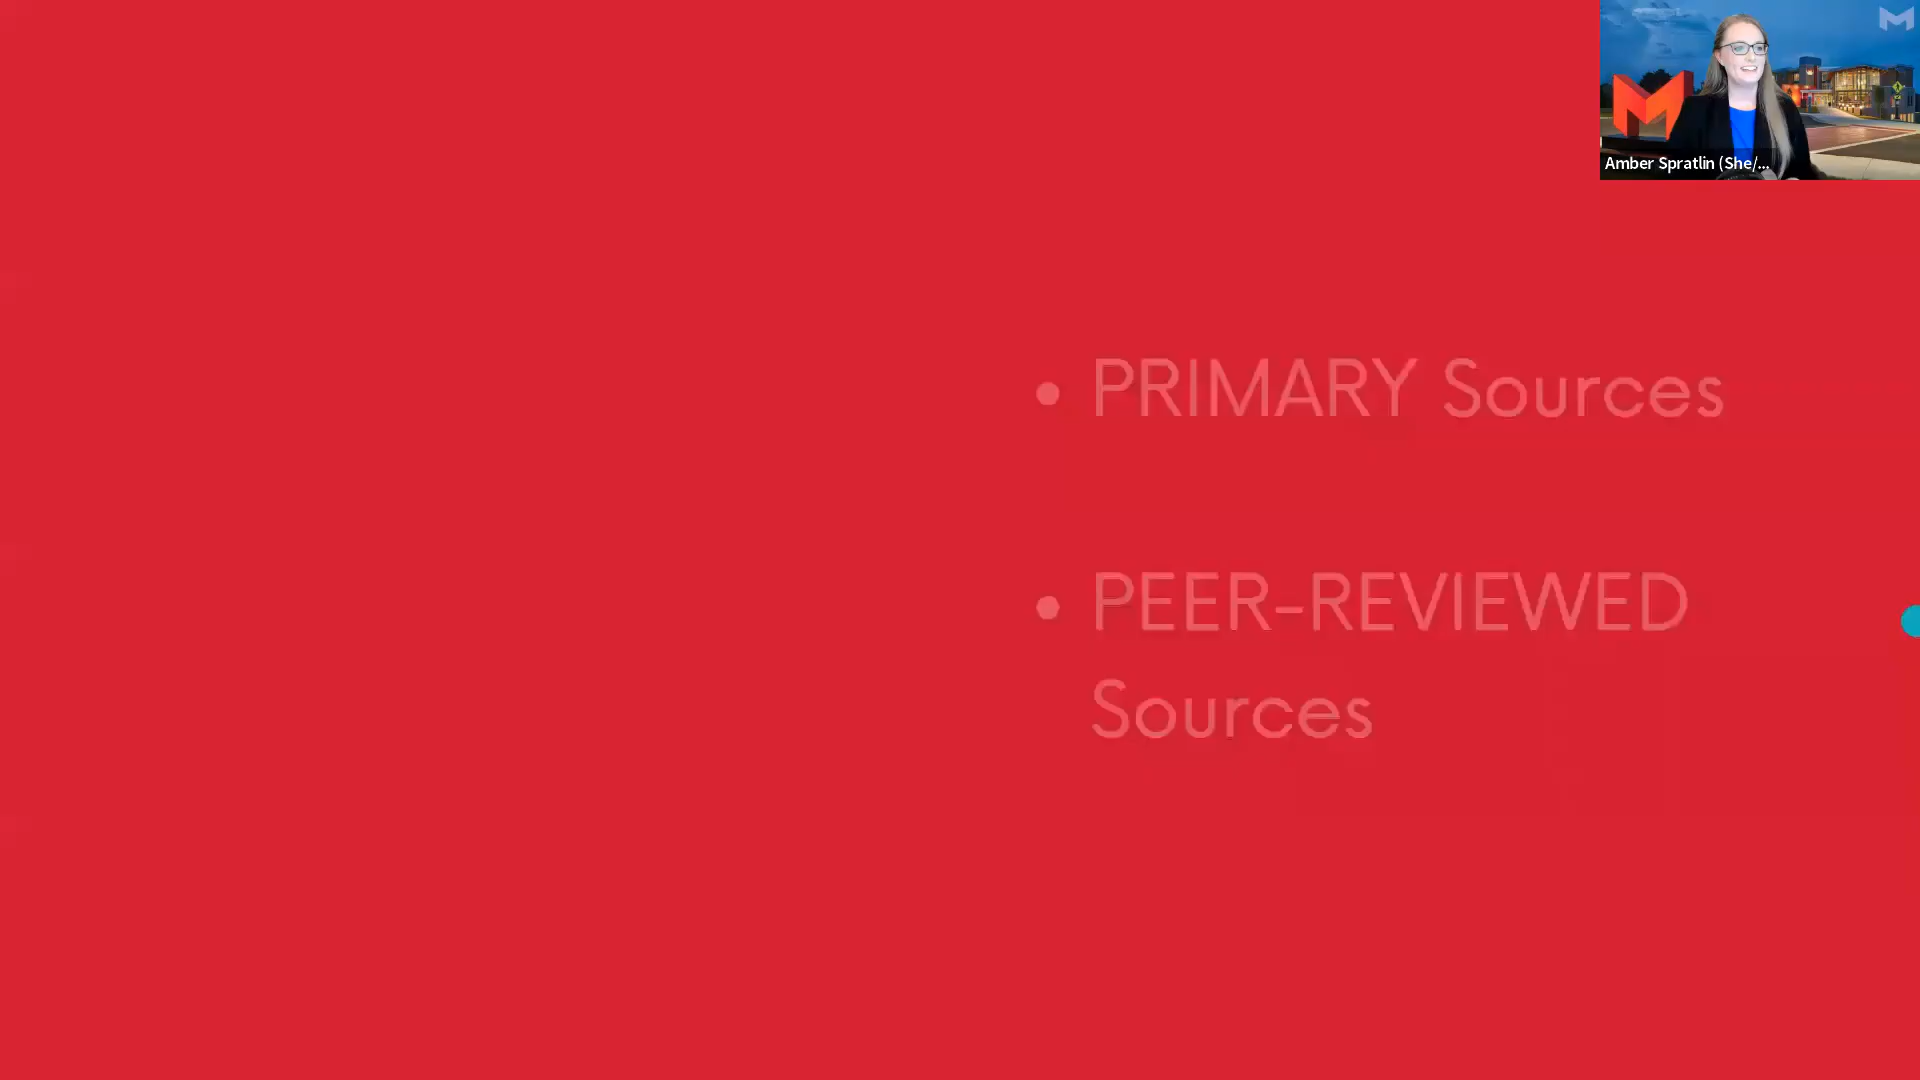 Amber Spratlin (She/...
• PRIMARY Sources
• PEER-REVIEWED
Sources